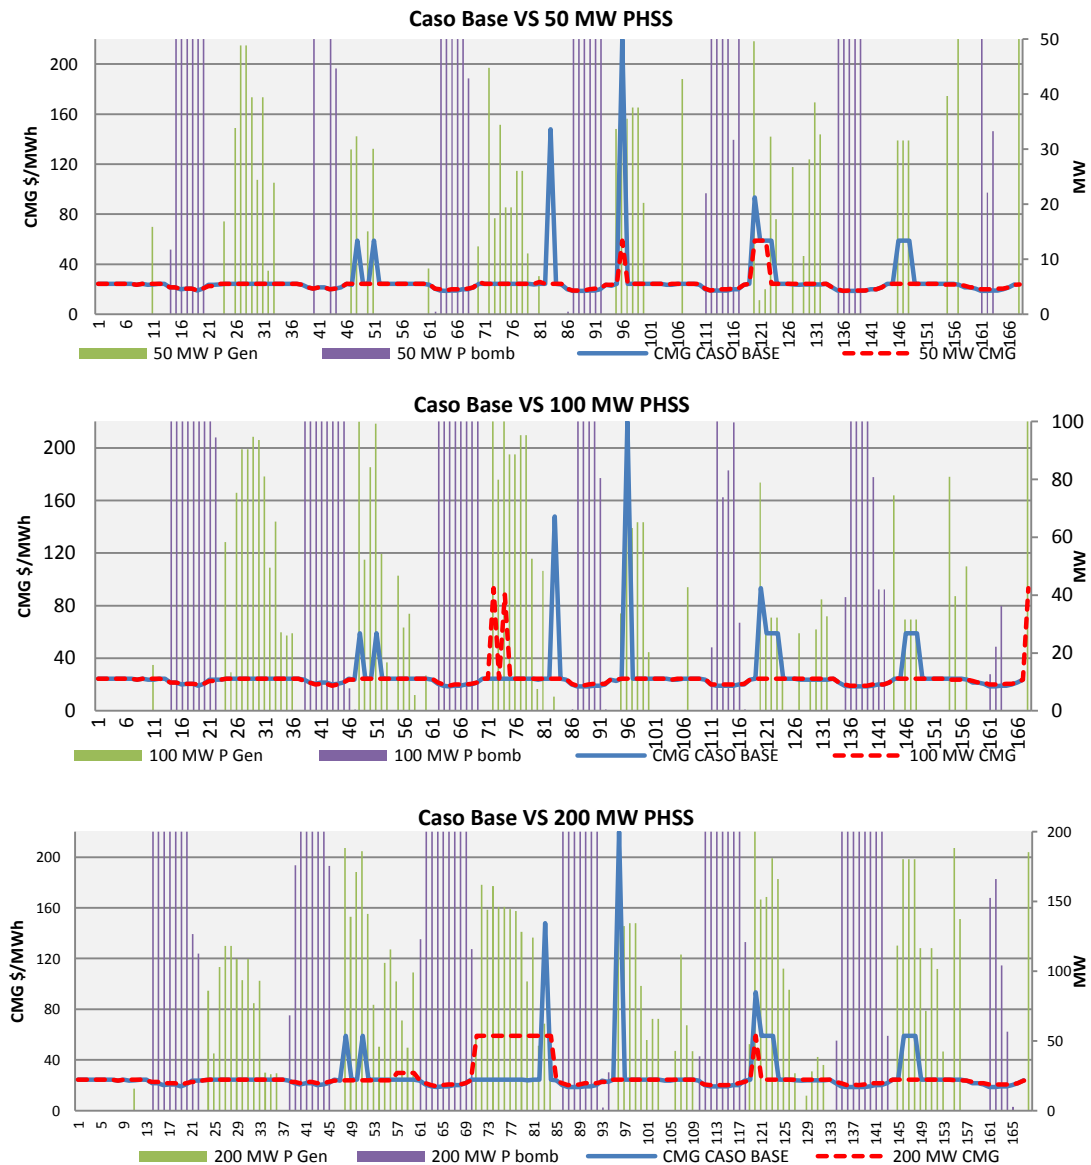 Caso Base VS 50 MW PHSS
CMG $/MWh
200
160
120
80
40
0
50
40
30
20
10
0
MW
1 6 11 16 21 26 31 36 41 46 51 56 61 66 71 76 81 86 91 96 101 106 111 116 121 126 131 136 141 146 151 156 161 166
50 MW P Gen 50 MW P bomb CMG CASO BASE 50 MW CMG
Caso Base VS 100 MW PHSS
CMG $/MWh
200
160
120
80
40
0
100
80
60
40
20
0
MW
1 6 11 16 21 26 31 36 41 46 51 56 61 66 71 76 81 86 91 96 101 106 111 116 121 126 131 136 141 146 151 156 161 166
100 MW P Gen 100 MW P bomb CMG CASO BASE 100 MW CMG
Caso Base VS 200 MW PHSS
CMG $/MWh
200
160
120
80
40
0
200
150
100
50
0
MW
1 5 9 13 17 21 25 29 33 37 41 45 49 53 57 61 65 69 73 77 81 85 89 93 97 101 105 109 113 117 121 125 129 133 137 141 145 149 153 157 161 165
200 MW P Gen 200 MW P bomb CMG CASO BASE 200 MW CMG